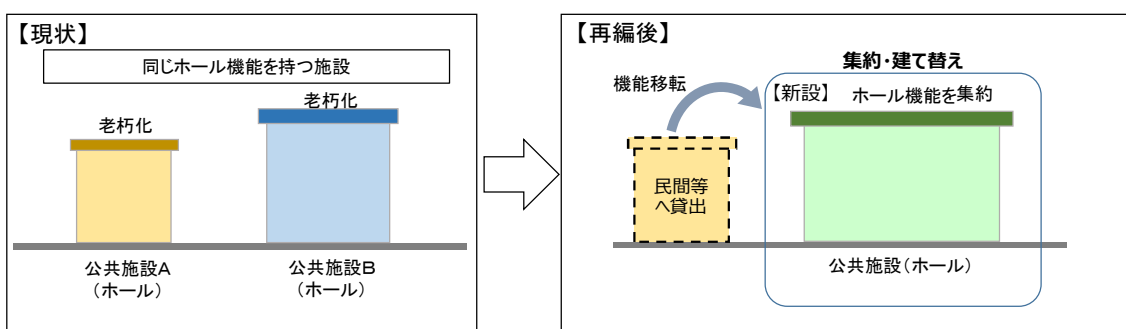 【現状】
同じホール機能を持つ施設
老朽化
老朽化
公共施設A
（ホール）
公共施設B
（ホール）
【再編後】
集約・建て替え
機能移転
【新設】 ホール機能を集約
民間等
へ貸出
公共施設（ホール）